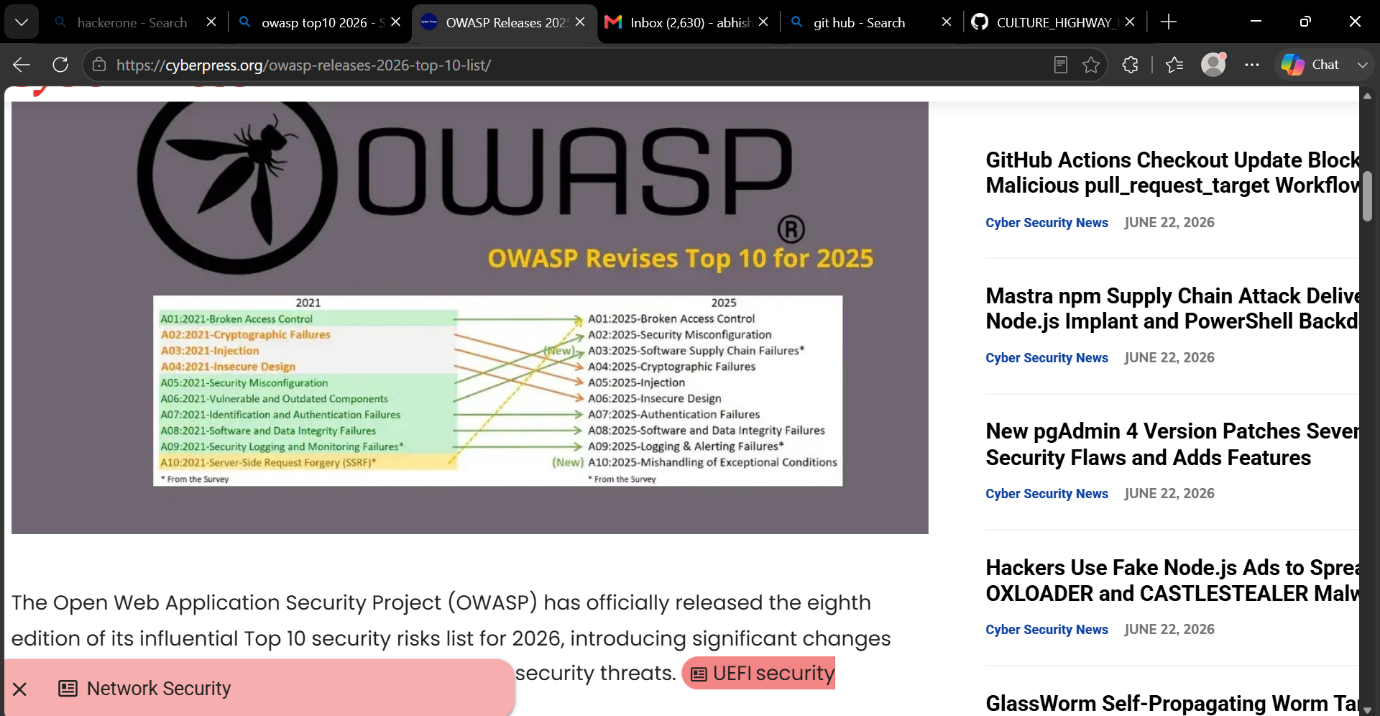 hackerone - Search
owasp top10 2026 - S
OWASP Releases 202
Inbox (2,630) - abhish
git hub - Search
CULTURE_HIGHWAY_
https://cyberpress.org/owasp-releases-2026-top-10-list/
Chat
OWASP
®
OWASP Revises Top 10 for 2025
2021
2025
A01:2021-Broken Access Control
A01:2025-Broken Access Control
A02:2021-Cryptographic Failures
A02:2025-Security Misconfiguration
A03:2021-Injection
(New) A03:2025-Software Supply Chain Failures*
A04:2021-Insecure Design
A04:2025-Cryptographic Failures
A05:2021-Security Misconfiguration
A05:2025-Injection
A06:2021-Vulnerable and Outdated Components
A06:2025-Insecure Design
A07:2021-Identification and Authentication Failures
A07:2025-Authentication Failures
A08:2021-Software and Data Integrity Failures
A08:2025-Software and Data Integrity Failures
A09:2021-Security Logging and Monitoring Failures*
A09:2025-Logging & Alerting Failures*
A10:2021-Server-Side Request Forgery (SSRF)*
(New) A10:2025-Mishandling of Exceptional Conditions
* From the Survey
* From the Survey
The Open Web Application Security Project (OWASP) has officially released the eighth
edition of its influential Top 10 security risks list for 2026, introducing significant changes
security threats. UEFI security
Network Security
GitHub Actions Checkout Update Block
Malicious pull_request_target Workflow
Cyber Security News JUNE 22, 2026
Mastra npm Supply Chain Attack Delive
Node.js Implant and PowerShell Backd
Cyber Security News JUNE 22, 2026
New pgAdmin 4 Version Patches Sever
Security Flaws and Adds Features
Cyber Security News JUNE 22, 2026
Hackers Use Fake Node.js Ads to Sprea
OXLOADER and CASTLESTEALER Malw
Cyber Security News JUNE 22, 2026
GlassWorm Self-Propagating Worm Tar